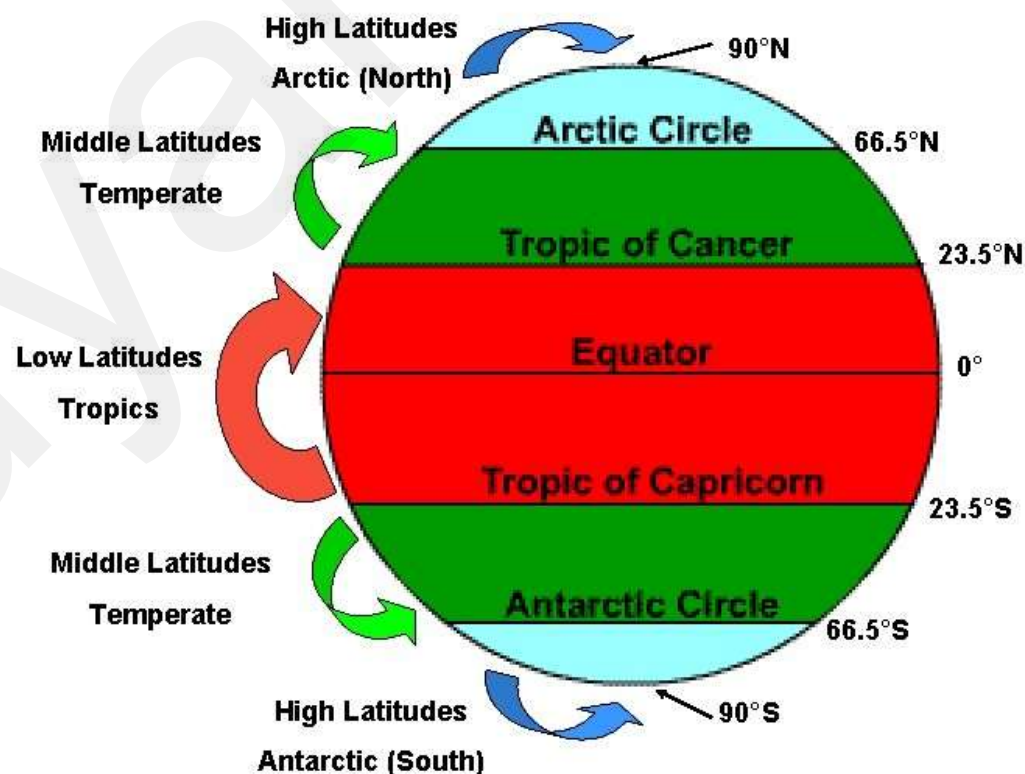 High Latitudes
Arctic (North)
90°N
Middle Latitudes
Temperate
Arctic Circle
66.5°N
Tropic of Cancer
23.5°N
Low Latitudes
Tropics
Equator
0°
Tropic of Capricorn
23.5°S
Middle Latitudes
Temperate
Antarctic Circle
66.5°S
High Latitudes
Antarctic (South)
90°S